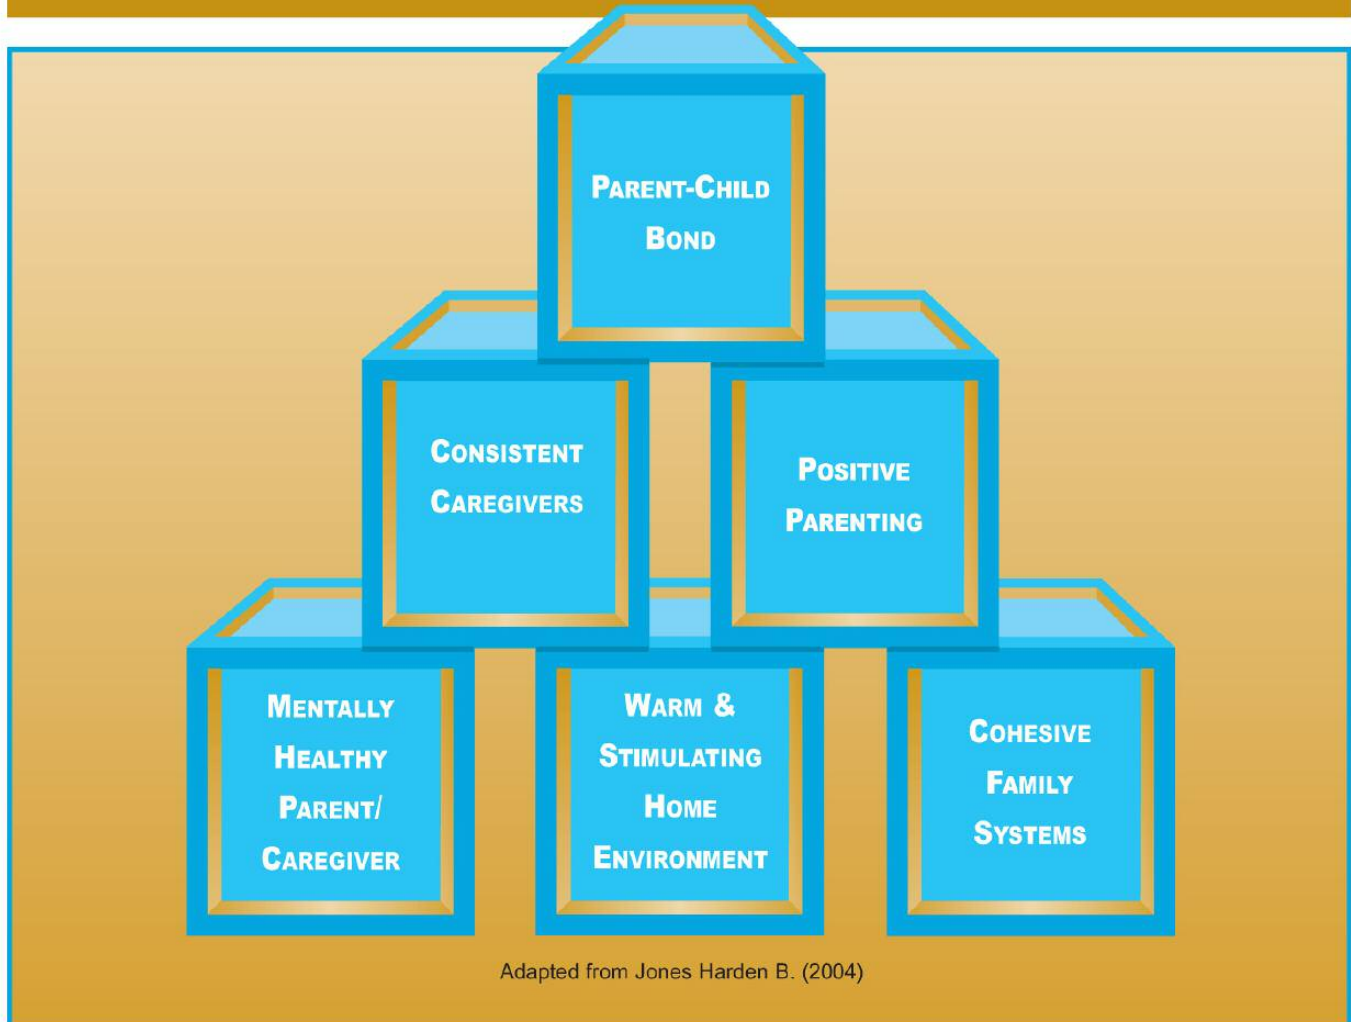 PARENT-CHILD
BOND
CONSISTENT
CAREGIVERS
POSITIVE
PARENTING
MENTALLY
HEALTHY
PARENT/
CAREGIVER
WARM &
STIMULATING
HOME
ENVIRONMENT
COHESIVE
FAMILY
SYSTEMS
Adapted from Jones Harden B. (2004)